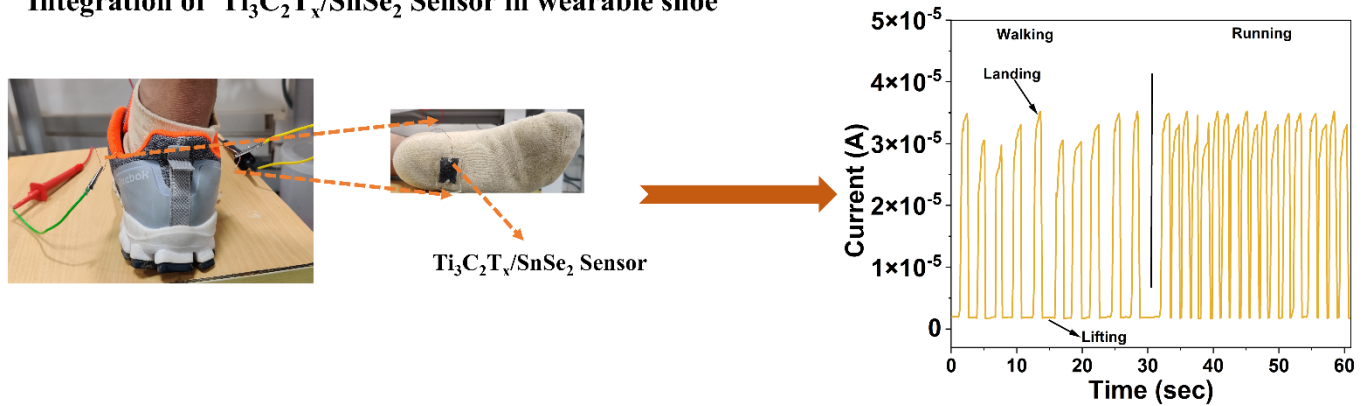 Integration of Ti₃C₂Tₓ/SnSe₂ Sensor in wearable shoe
Reebok
Ti₃C₂Tₓ/SnSe₂ Sensor
Current (A)
5×10⁻⁵
4×10⁻⁵
3×10⁻⁵
2×10⁻⁵
1×10⁻⁵
0
Walking
Running
Landing
Lifting
0 10 20 30 40 50 60
Time (sec)